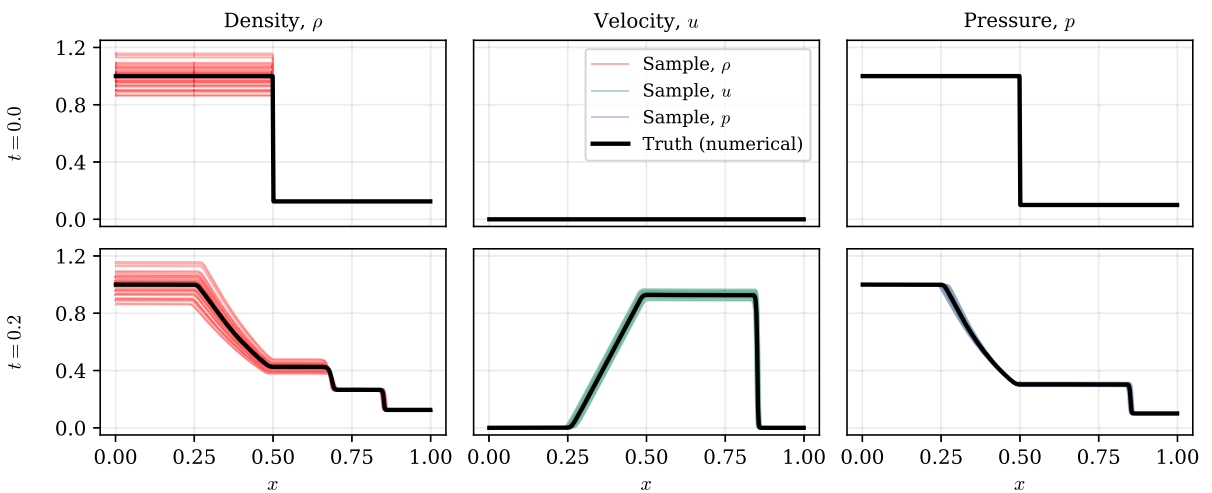 Density, ρ
Velocity, u
Pressure, p
t = 0.0
1.2
0.8
0.4
0.0
Sample, ρ
Sample, u
Sample, p
Truth (numerical)
t = 0.2
1.2
0.8
0.4
0.0
0.00 0.25 0.50 0.75 1.00
0.00 0.25 0.50 0.75 1.00
0.00 0.25 0.50 0.75 1.00
x
x
x